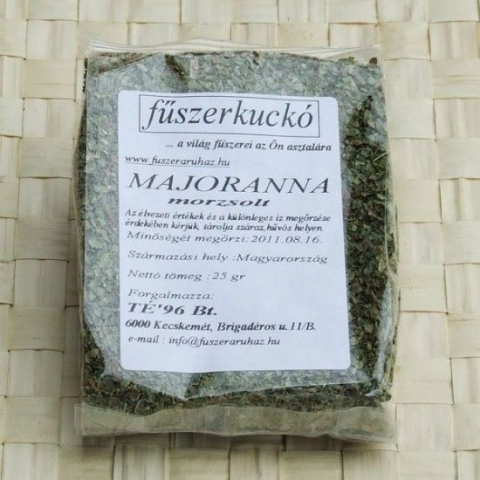 fűszerkuckó
... a világ fűszerei az Ön asztalára
www.fuszeraruhaz.hu
MAJORANNA
morzsolt
Az élvezeti értékek és a különleges íz megőrzése
érdekében kérjük, tárolja száraz, hűvös helyen.
Minőségét megőrzi: 2011.08.16.
Származási hely :Magyarország
Nettó tömeg :25 gr
Forgalmazza:
TÉ'96 Bt.
6000 Kecskemét, Brigadéros u. 11/B.
e-mail : info@fuszeraruhaz.hu